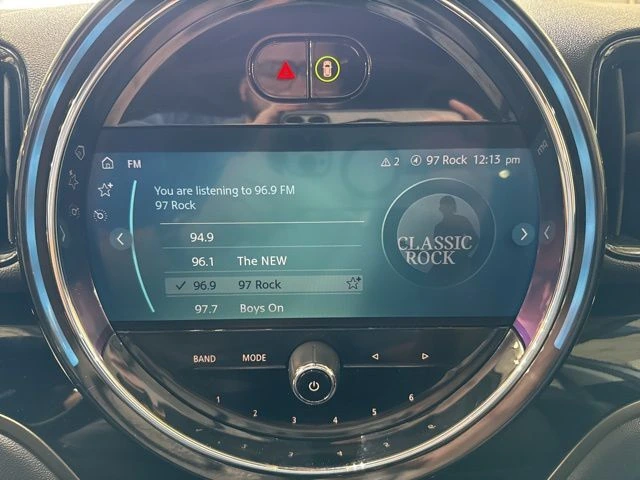 FM
2 97 Rock 12:13 pm
You are listening to 96.9 FM
97 Rock
94.9
96.1 The NEW
96.9 97 Rock
97.7 Boys On
CLASSIC
ROCK
BAND MODE
1 2 3 4 5 6